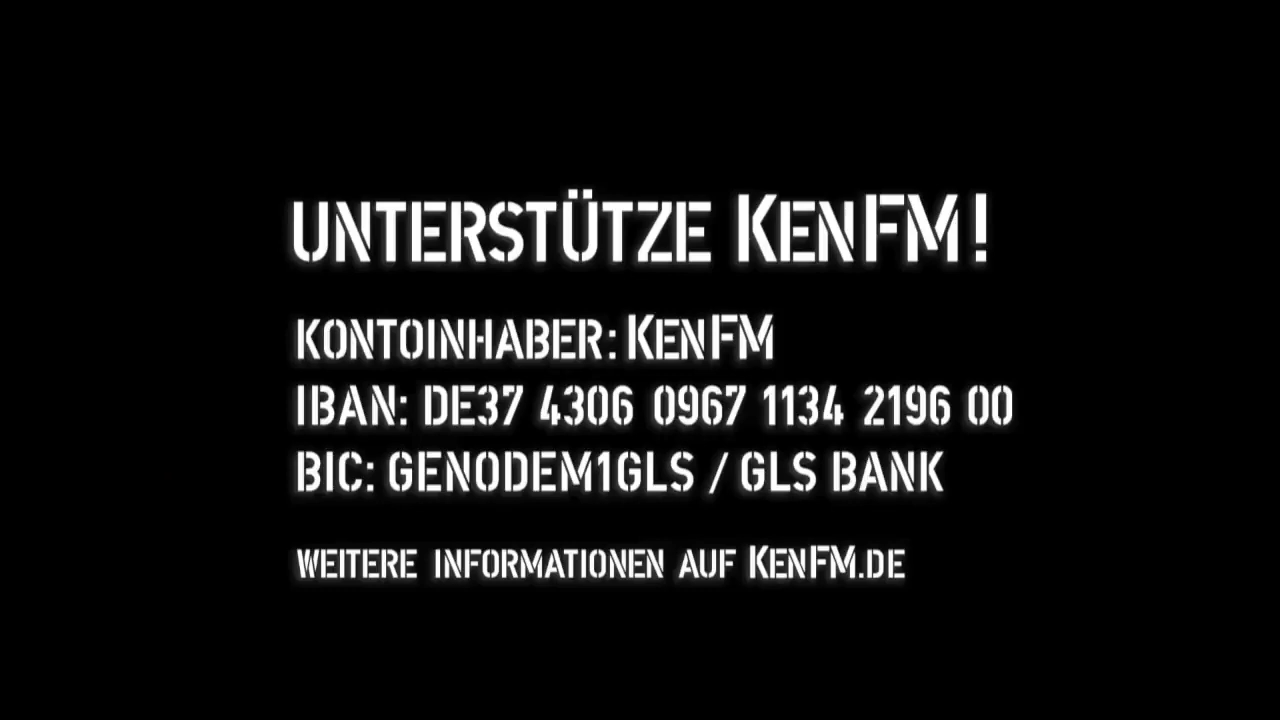 UNTERSTÜTZE KENFM!
KONTOINHABER: KENFM
IBAN: DE37 4306 0967 1134 2196 00
BIC: GENODEM1GLS / GLS BANK
WEITERE INFORMATIONEN AUF KENFM.DE